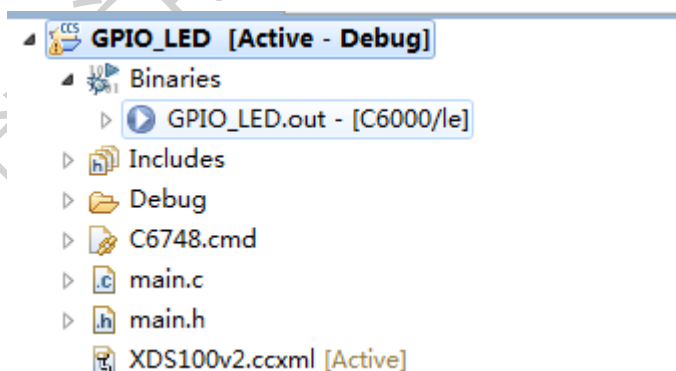 GPIO_LED [Active - Debug]
Binaries
GPIO_LED.out - [C6000/le]
Includes
Debug
C6748.cmd
main.c
main.h
XDS100v2.ccxml [Active]